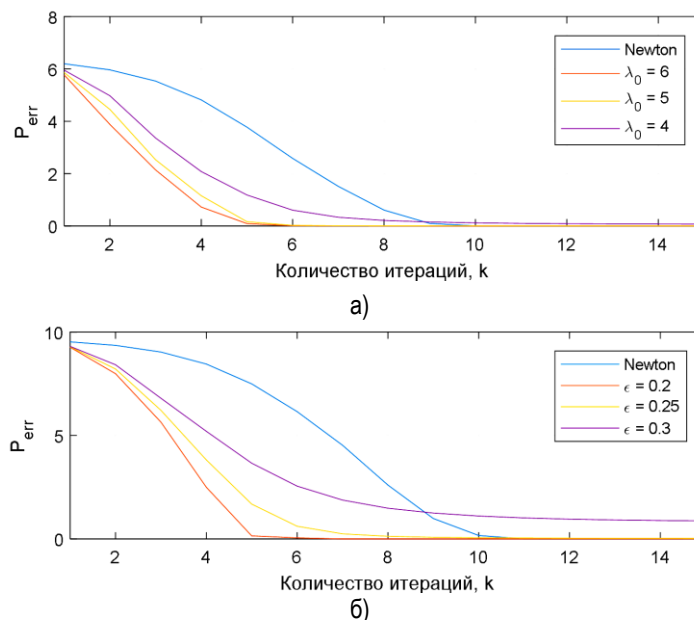 8
6
4
2
0
P_err
Newton
λ_0 = 6
λ_0 = 5
λ_0 = 4
2 4 6 8 10 12 14
Количество итераций, k
а)
10
5
0
P_err
Newton
ϵ = 0.2
ϵ = 0.25
ϵ = 0.3
2 4 6 8 10 12 14
Количество итераций, k
б)